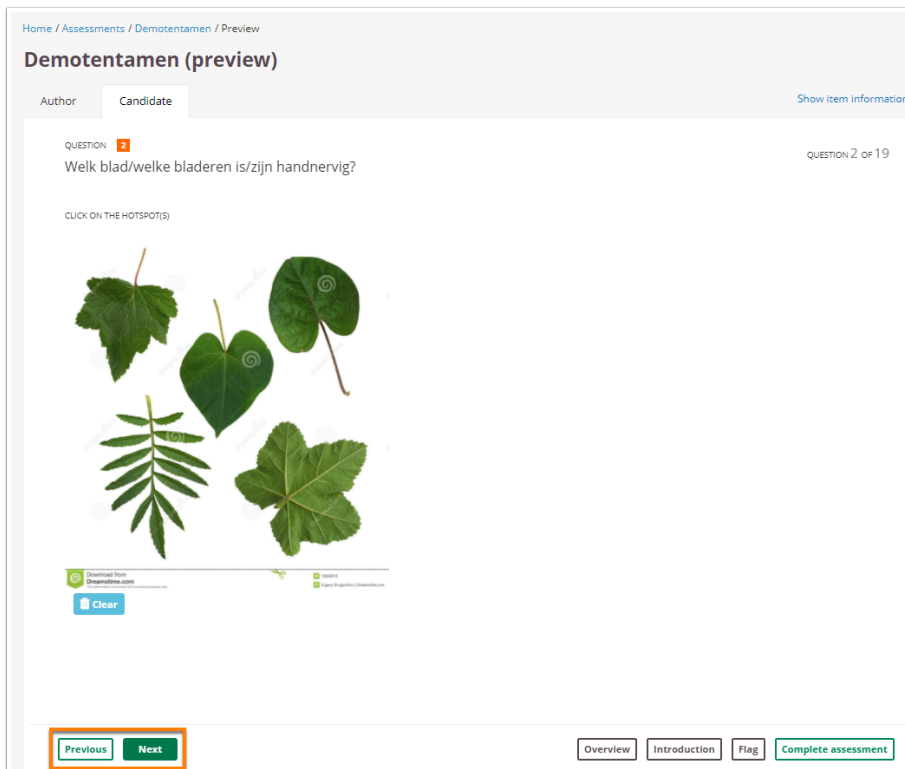 Home / Assessments / Demotentamen / Preview
Demotentamen (preview)
Author Candidate Show item information
QUESTION 2
Welk blad/welke bladeren is/zijn handnervig?
QUESTION 2 OF 19
CLICK ON THE HOTSPOT(S)
Download from
Dreamstime.com
Clear
Previous Next Overview Introduction Flag Complete assessment